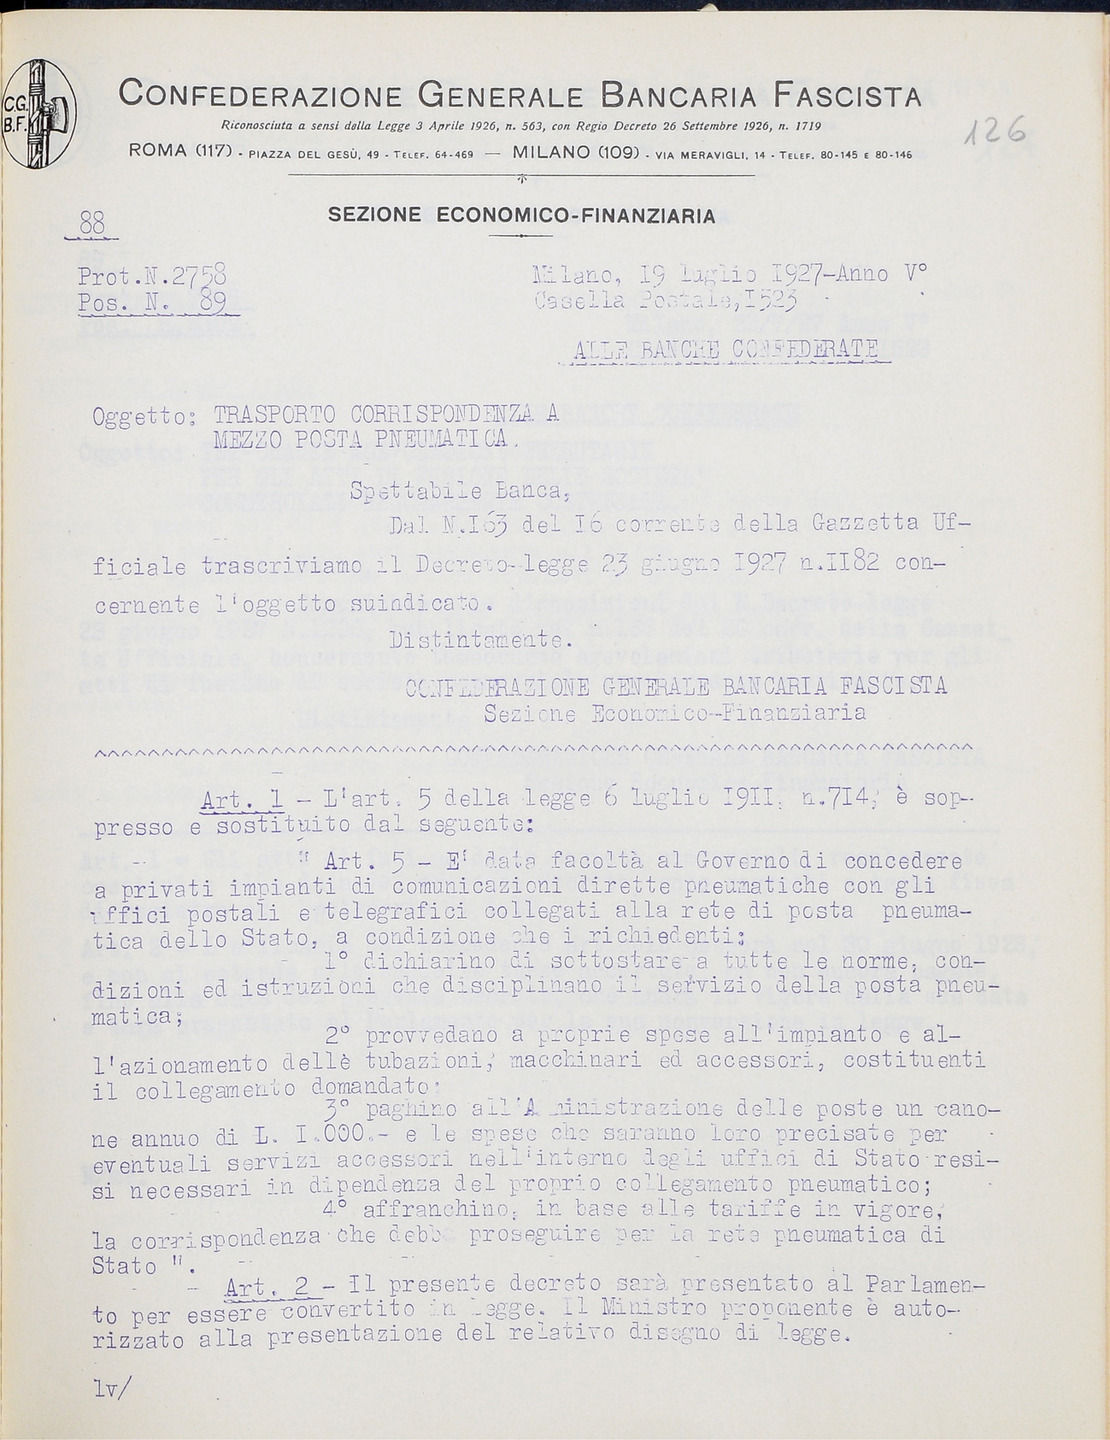 C.G.
B.F.
CONFEDERAZIONE GENERALE BANCARIA FASCISTA
Riconosciuta a sensi della Legge 3 Aprile 1926, n. 563, con Regio Decreto 26 Settembre 1926, n. 1719
126
ROMA (117) - PIAZZA DEL GESÙ, 49 - TELEF. 64-469 — MILANO (109) - VIA MERAVIGLI, 14 - TELEF. 80-145 E 80-146
SEZIONE ECONOMICO-FINANZIARIA
88
Prot.N.2758
Pos. N. 89
Milano, 19 luglio I927-Anno V°
Casella Postale,I523
ALLE BANCHE CONFEDERATE
Oggetto: TRASPORTO CORRISPONDENZA A
MEZZO POSTA PNEUMATICA.
Spettabile Banca,
Dal N.I63 del I6 corrente della Gazzetta Uf-
ficiale trascriviamo il Decreto-legge 23 giugno I927 n.II82 con-
cernente l'oggetto suindicato.
Distintamente.
CONFEDERAZIONE GENERALE BANCARIA FASCISTA
Sezione Economico-Finanziaria
^^^^^^^^^^^^^^^^^^^^^^^^^^^^^^^^^^^^^^^^^^^^^^^^^^^^^^^^^^^^^^^^^
Art. 1 - L'art. 5 della legge 6 luglio I9II, n.7I4, è sop-
presso e sostituito dal seguente:
" Art. 5 - E' data facoltà al Governo di concedere
a privati impianti di comunicazioni dirette pneumatiche con gli
uffici postali e telegrafici collegati alla rete di posta pneuma-
tica dello Stato, a condizione che i richiedenti:
1° dichiarino di sottostare a tutte le norme, con-
dizioni ed istruzioni che disciplinano il servizio della posta pneu-
matica;
2° provvedano a proprie spese all'impianto e al-
l'azionamento delle tubazioni, macchinari ed accessori, costituenti
il collegamento domandato;
3° paghino all'Amministrazione delle poste un cano-
ne annuo di L. I.000.- e le spese che saranno loro precisate per
eventuali servizi accessori nell'interno degli uffici di Stato resi-
si necessari in dipendenza del proprio collegamento pneumatico;
4° affranchino, in base alle tariffe in vigore,
la corrispondenza che debba proseguire per la rete pneumatica di
Stato ".
Art. 2 - Il presente decreto sarà presentato al Parlamen-
to per essere convertito in legge. Il Ministro proponente è auto-
rizzato alla presentazione del relativo disegno di legge.
lv/